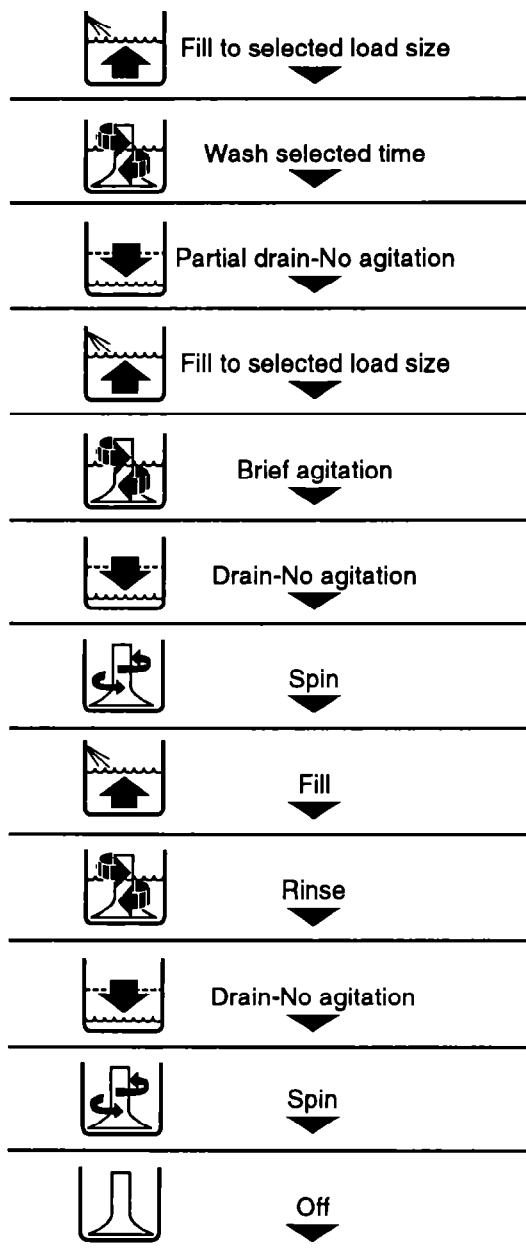 Fill to selected load size
Wash selected time
Partial drain-No agitation
Fill to selected load size
Brief agitation
Drain-No agitation
Spin
Fill
Rinse
Drain-No agitation
Spin
Off